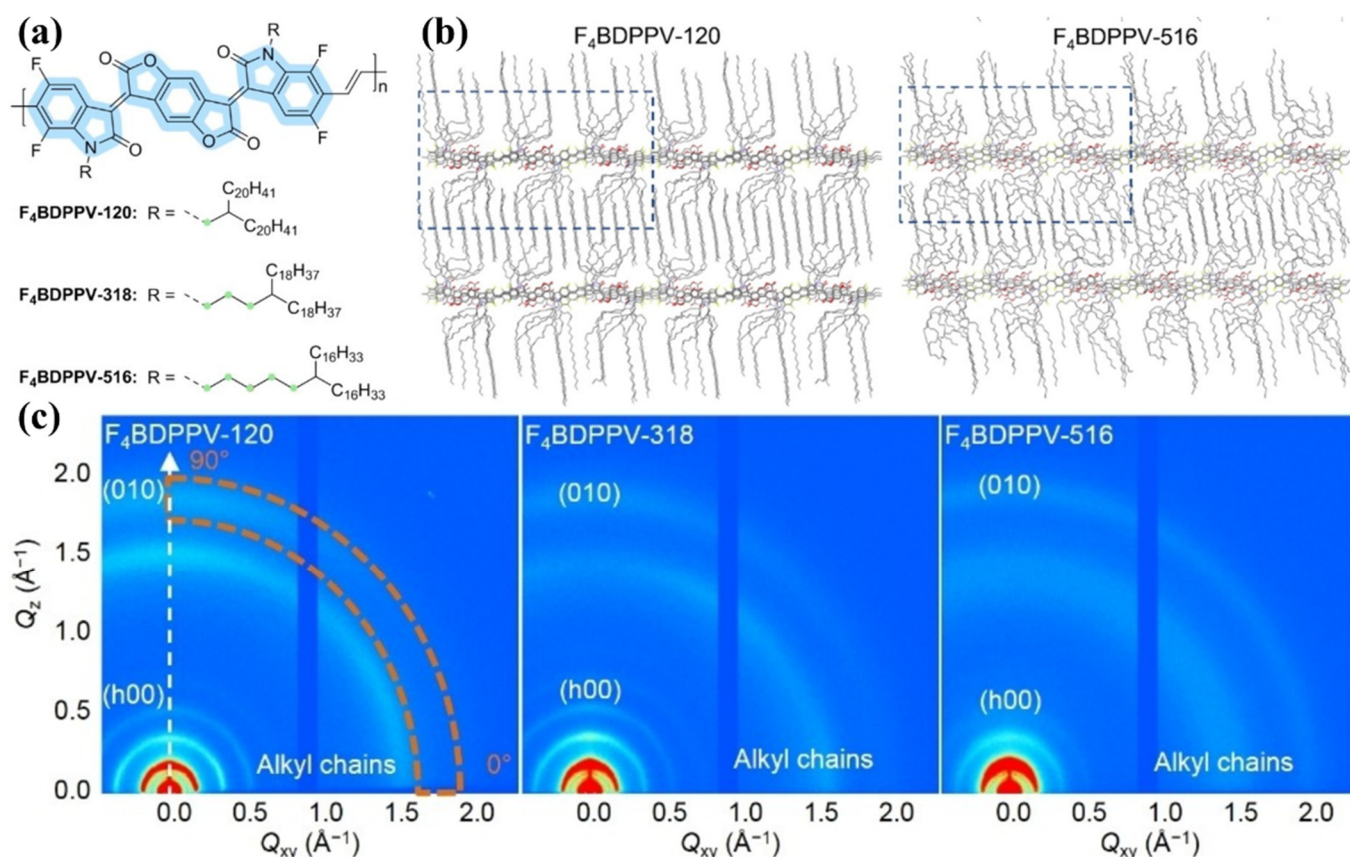 (a)
O
O
O
R
N
F
F
F
F
N
R
O
O
O
n
F₄BDPPV-120: R =
C₂₀H₄₁
C₂₀H₄₁
F₄BDPPV-318: R =
C₁₈H₃₇
C₁₈H₃₇
F₄BDPPV-516: R =
C₁₆H₃₃
C₁₆H₃₃
(b)
F₄BDPPV-120
F₄BDPPV-516
(c)
F₄BDPPV-120
90°
(010)
(h00)
Alkyl chains
0°
2.0
1.5
1.0
0.5
0.0
Q_z (Å⁻¹)
0.0 0.5 1.0 1.5 2.0
Q_xy (Å⁻¹)
F₄BDPPV-318
(010)
(h00)
Alkyl chains
0.0 0.5 1.0 1.5 2.0
Q_xy (Å⁻¹)
F₄BDPPV-516
(010)
(h00)
Alkyl chains
0.0 0.5 1.0 1.5 2.0
Q_xy (Å⁻¹)